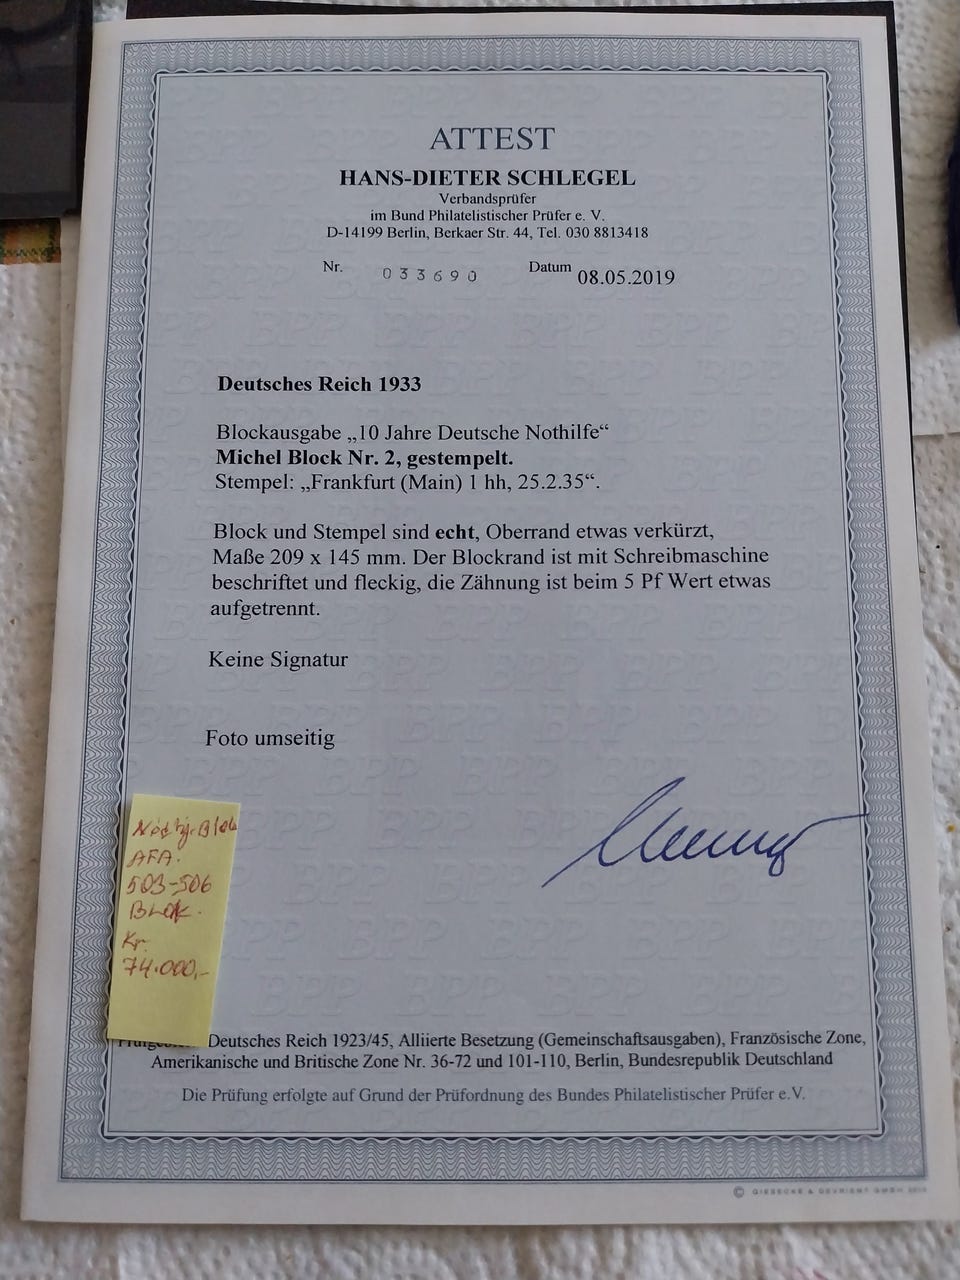 ATTEST
HANS-DIETER SCHLEGEL
Verbandsprüfer
im Bund Philatelistischer Prüfer e. V.
D-14199 Berlin, Berkaer Str. 44, Tel. 030 8813418
Nr. 033690 Datum 08.05.2019
Deutsches Reich 1933
Blockausgabe „10 Jahre Deutsche Nothilfe“
Michel Block Nr. 2, gestempelt.
Stempel: „Frankfurt (Main) 1 hh, 25.2.35“.
Block und Stempel sind echt, Oberrand etwas verkürzt,
Maße 209 x 145 mm. Der Blockrand ist mit Schreibmaschine
beschriftet und fleckig, die Zähnung ist beim 5 Pf Wert etwas
aufgetrennt.
Keine Signatur
Foto umseitig
AFA.
503-506
Blok.
Kr.
74.000,-
Deutsches Reich 1923/45, Alliierte Besetzung (Gemeinschaftsausgaben), Französische Zone,
Amerikanische und Britische Zone Nr. 36-72 und 101-110, Berlin, Bundesrepublik Deutschland
Die Prüfung erfolgte auf Grund der Prüfordnung des Bundes Philatelistischer Prüfer e.V.
© GIESECKE & DEVRIENT GMBH